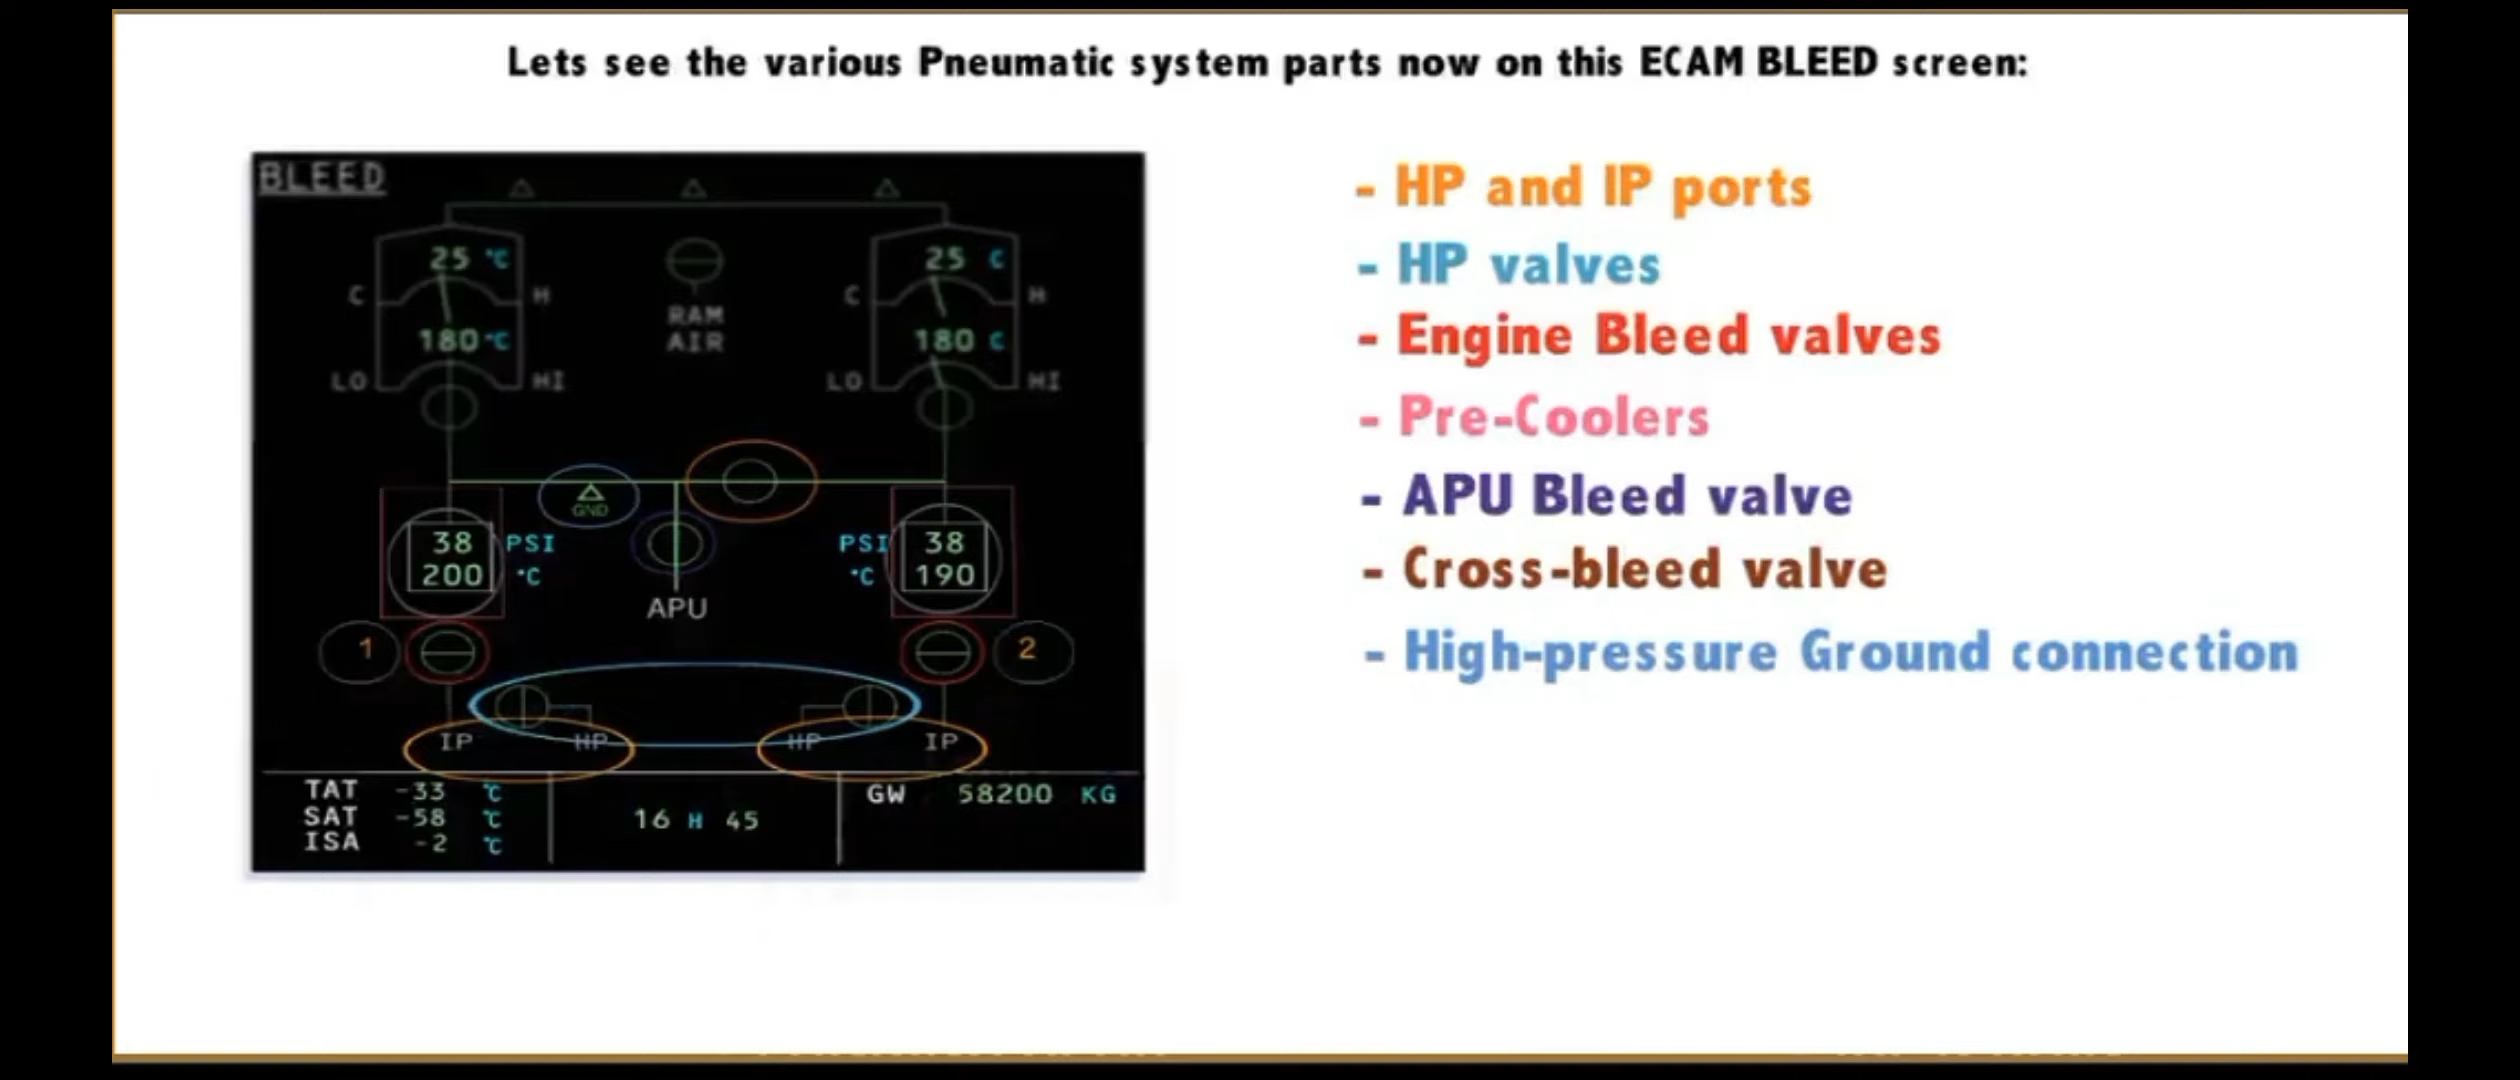 Lets see the various Pneumatic system parts now on this ECAM BLEED screen:
BLEED
25 °C
25 C
C H
C H
RAM
AIR
180 °C
180 C
LO HI
LO HI
GND
38 PSI
200 °C
PSI 38
°C 190
APU
1
2
IP HP
HP IP
TAT -33 °C
SAT -58 °C
ISA -2 °C
16 H 45
GW 58200 KG
- HP and IP ports
- HP valves
- Engine Bleed valves
- Pre-Coolers
- APU Bleed valve
- Cross-bleed valve
- High-pressure Ground connection